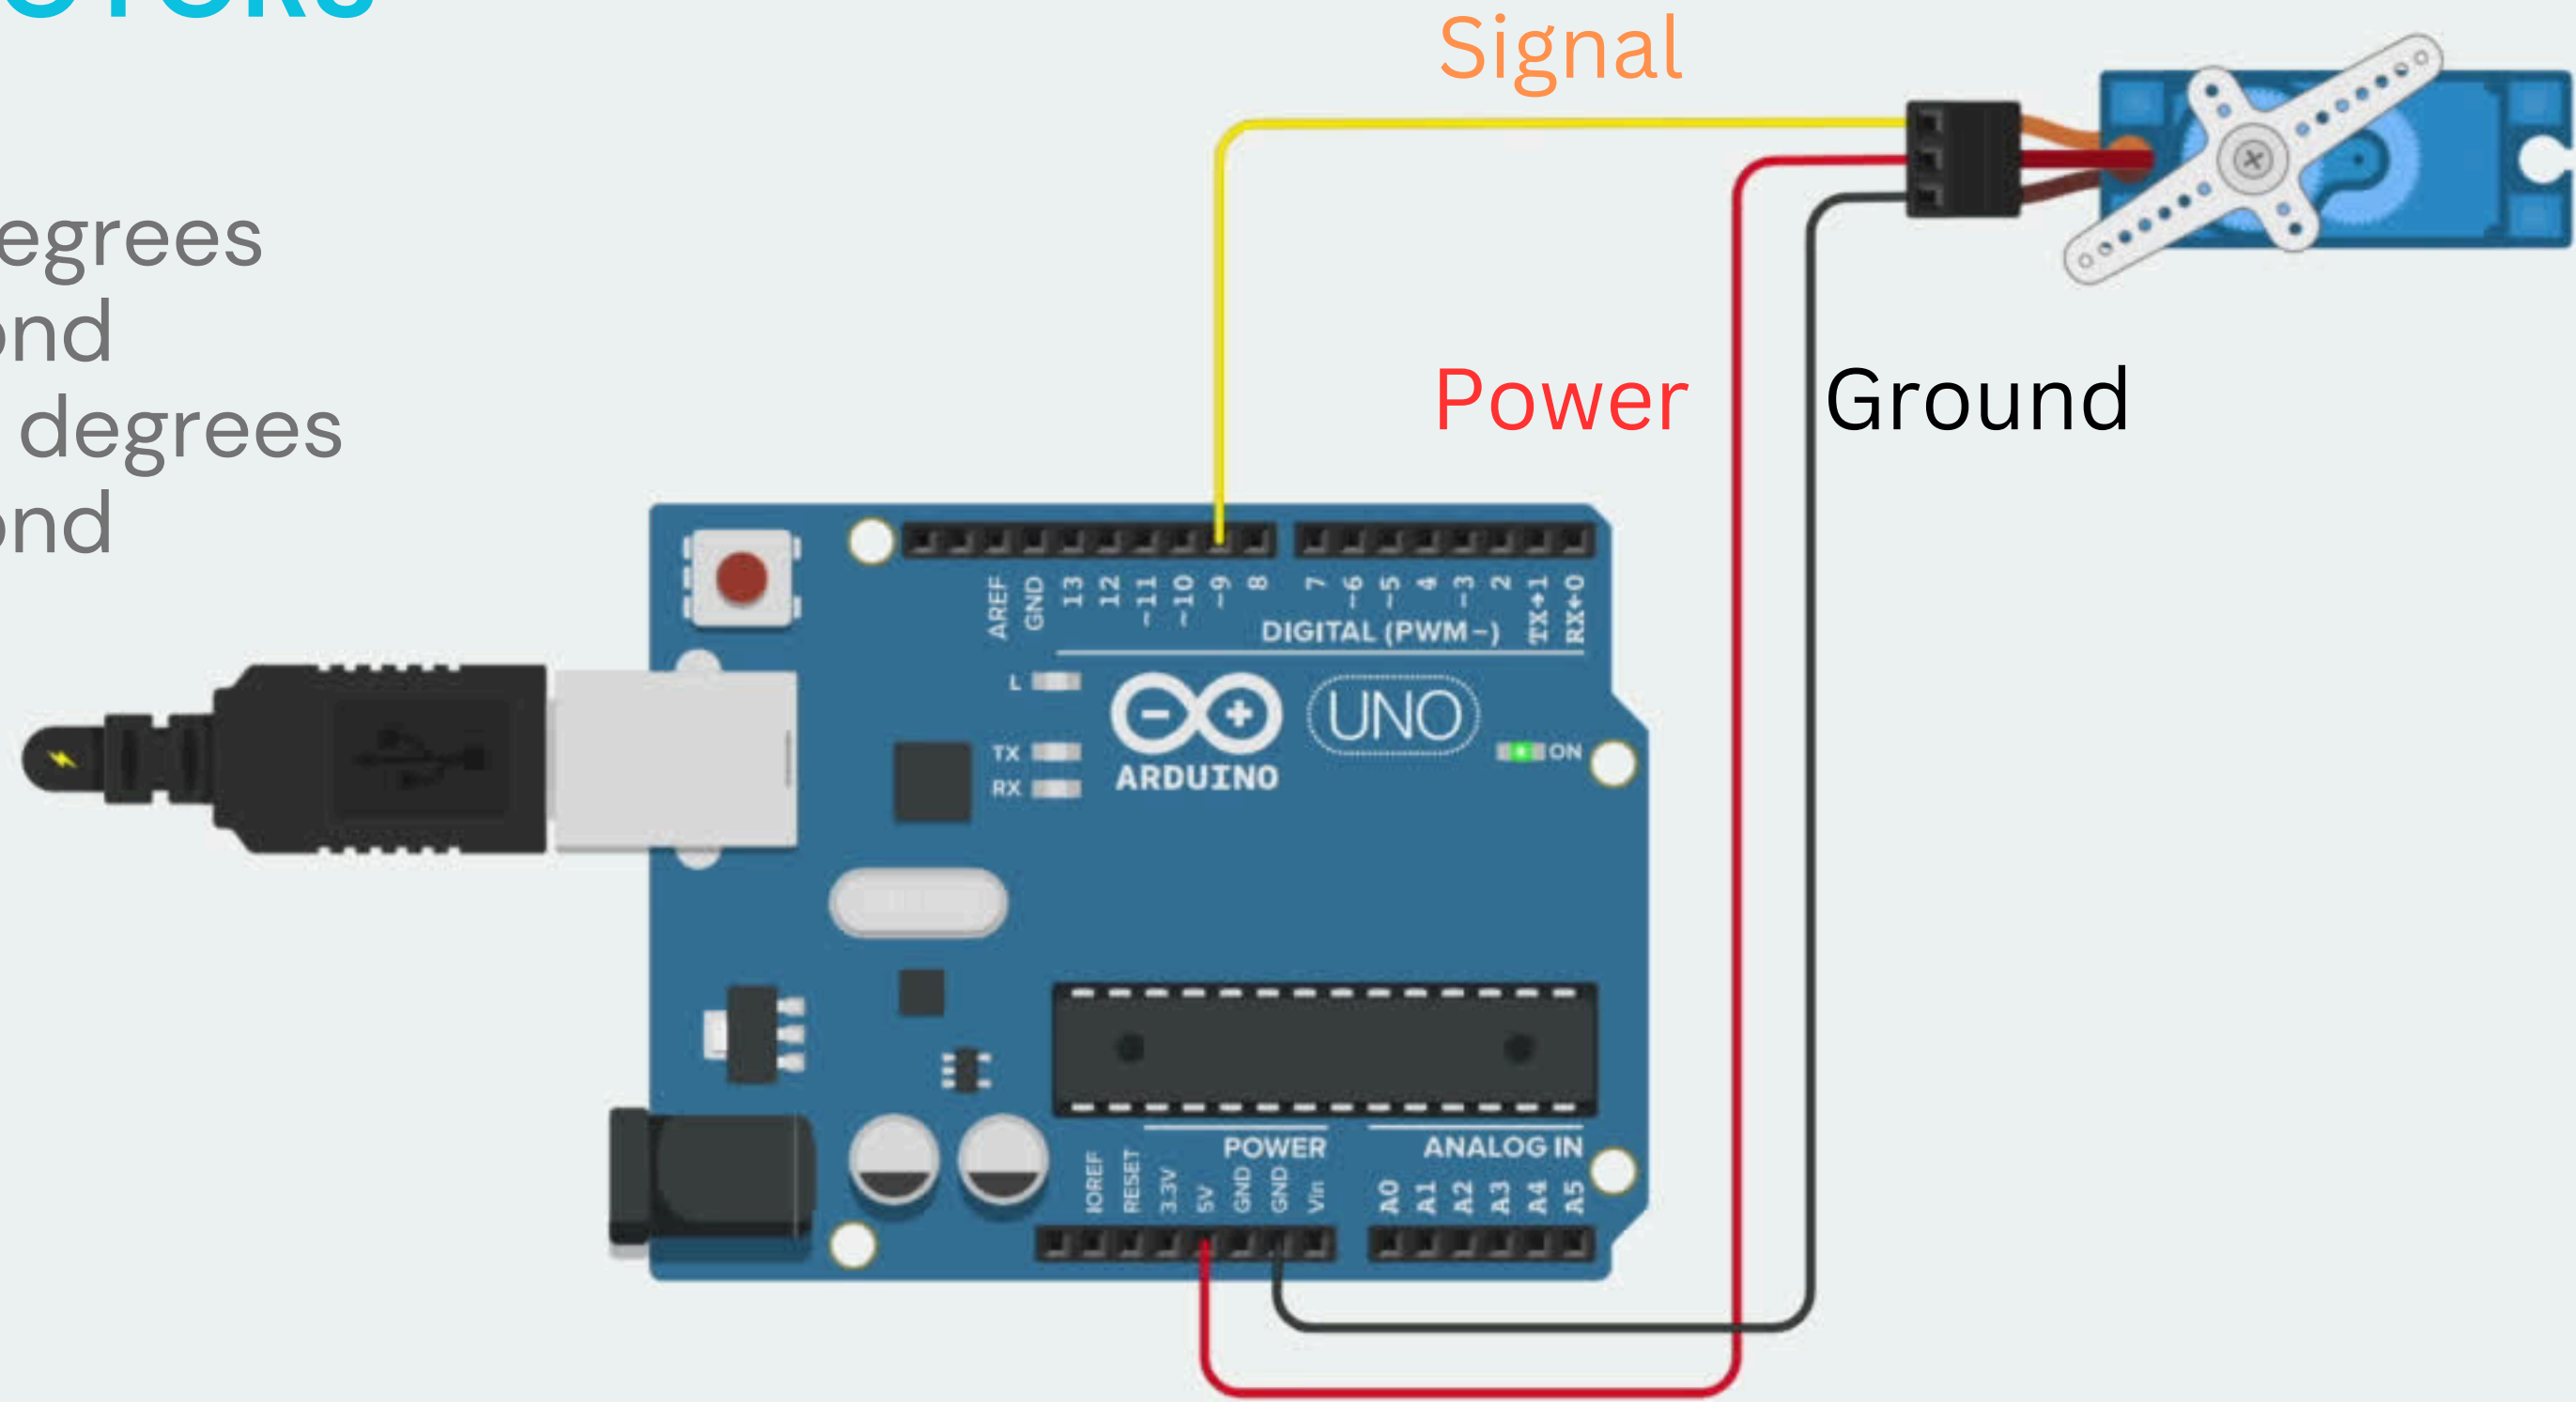 Signal
egrees
ond
degrees
ond
Power
Ground
AREF
GND
13
12
~11
~10
~9
8
7
~6
~5
4
~3
2
TX→1
RX←0
DIGITAL (PWM~)
L
TX
RX
ARDUINO
UNO
ON
POWER
ANALOG IN
IOREF
RESET
3.3V
5V
GND
GND
Vin
A0
A1
A2
A3
A4
A5